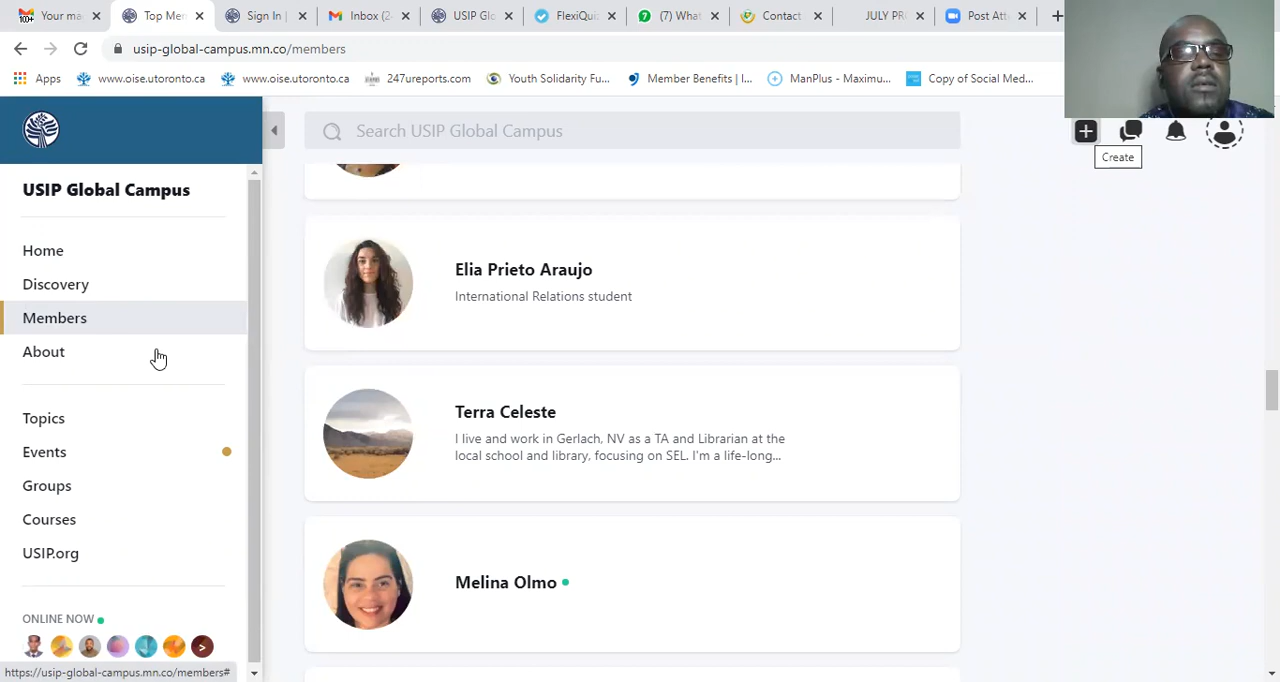 Your ma
Top Mer
Sign In |
Inbox (2
USIP Glo
FlexiQui
(7) What
Contact
JULY PR
Post Att
usip-global-campus.mn.co/members
Apps
www.oise.utoronto.ca
www.oise.utoronto.ca
247ureports.com
Youth Solidarity Fu...
Member Benefits | I...
ManPlus - Maximu...
Copy of Social Med...
Search USIP Global Campus
Create
USIP Global Campus
Home
Discovery
Members
About
Topics
Events
Groups
Courses
USIP.org
ONLINE NOW
https://usip-global-campus.mn.co/members#
Elia Prieto Araujo
International Relations student
Terra Celeste
I live and work in Gerlach, NV as a TA and Librarian at the
local school and library, focusing on SEL. I'm a life-long...
Melina Olmo